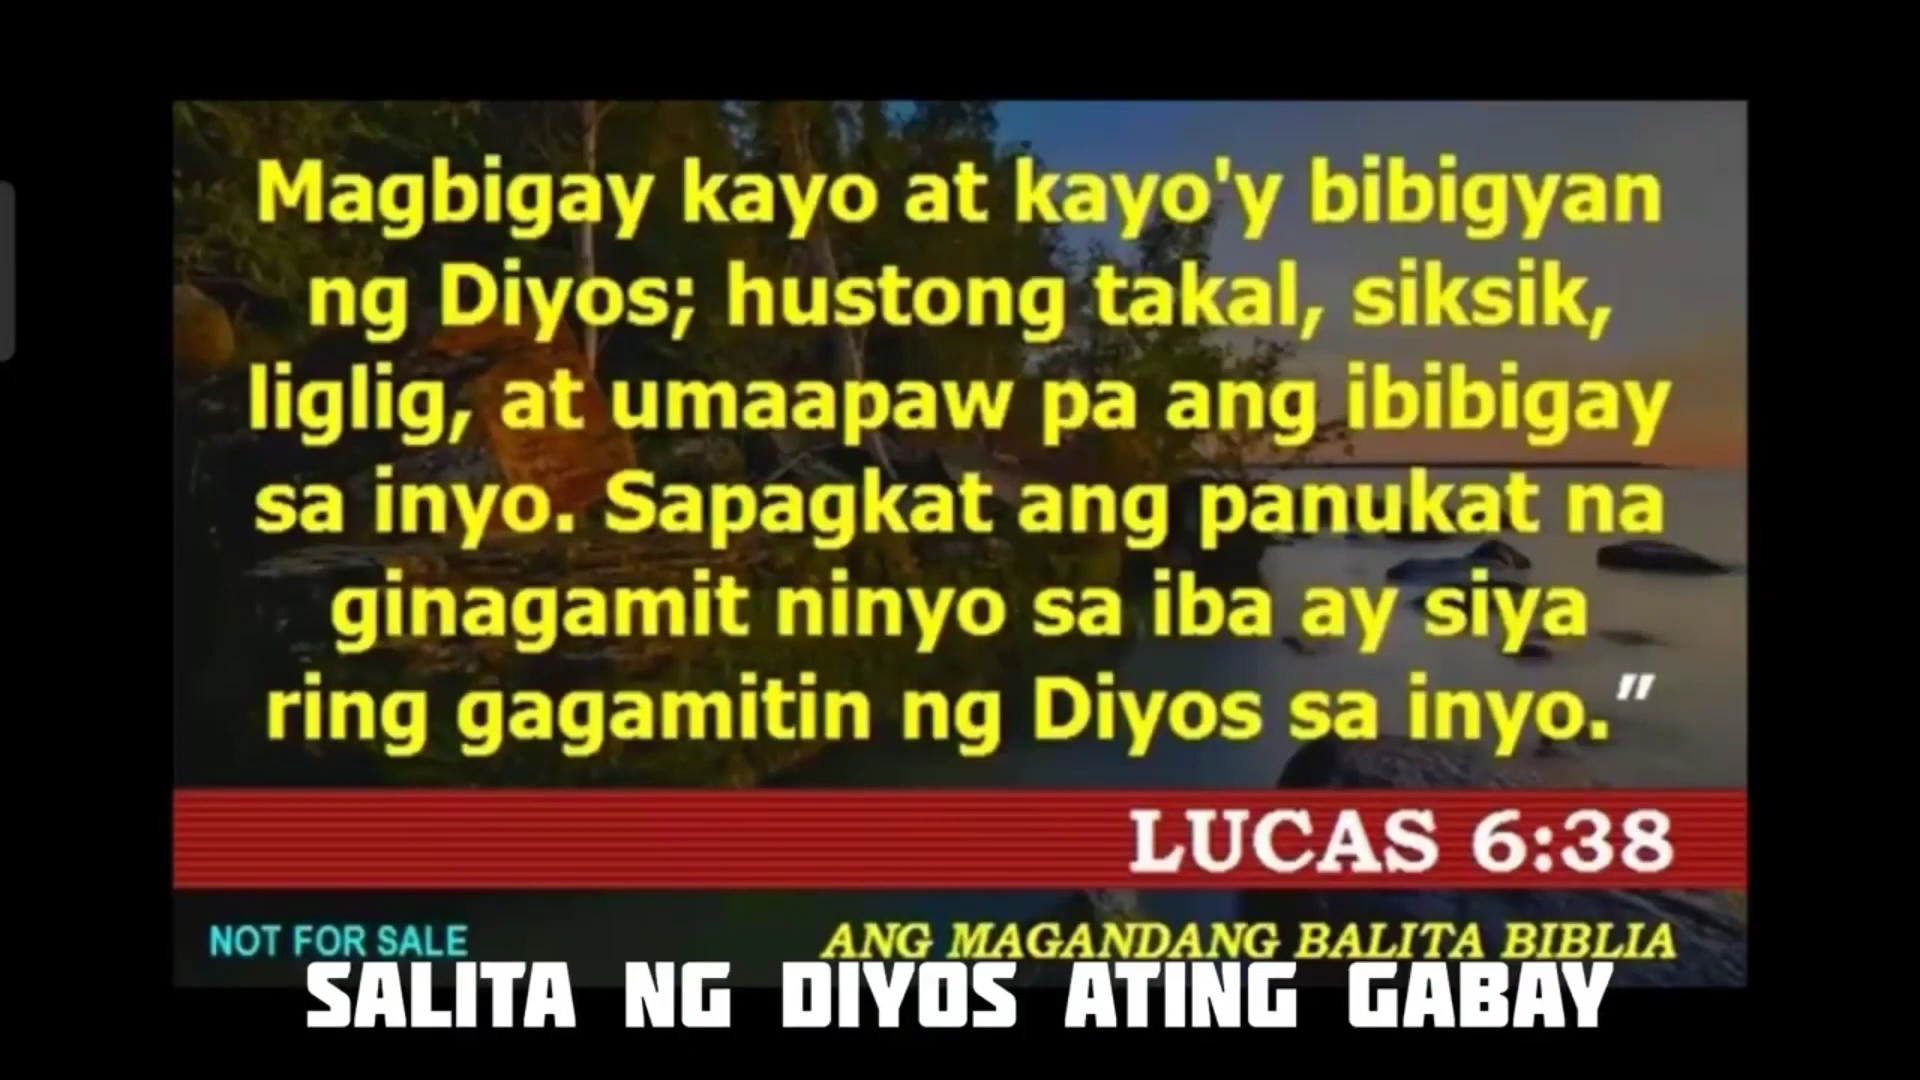 Magbigay kayo at kayo'y bibigyan
ng Diyos; hustong takal, siksik,
liglig, at umaapaw pa ang ibibigay
sa inyo. Sapagkat ang panukat na
ginagamit ninyo sa iba ay siya
ring gagamitin ng Diyos sa inyo.”
LUCAS 6:38
NOT FOR SALE
ANG MAGANDANG BALITA BIBLIA
SALITA NG DIYOS ATING GABAY